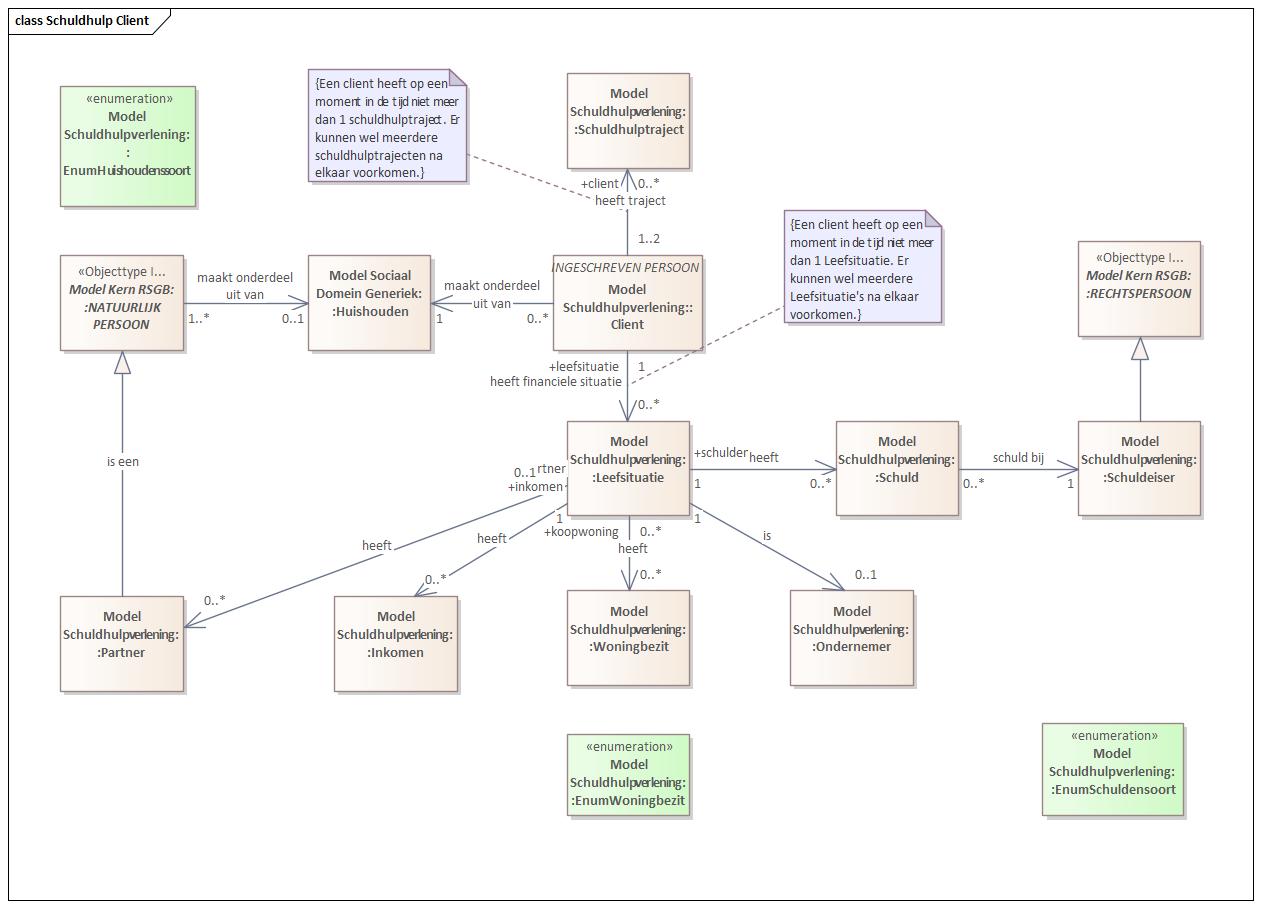 class Schuldhulp Client
«enumeration»
Model
Schuldhulpverlening:
:
EnumHuishoudenssoort
{Een client heeft op een
moment in de tijd niet meer
dan 1 schuldhulptraject. Er
kunnen wel meerdere
schuldhulptrajecten na
elkaar voorkomen.}
Model
Schuldhulpverlening:
:Schuldhulptraject
+client
0..*
heeft traject
1..2
{Een client heeft op een
moment in de tijd niet meer
dan 1 Leefsituatie. Er
kunnen wel meerdere
Leefsituatie's na elkaar
voorkomen.}
«Objecttype I...
Model Kern RSGB:
:NATUURLIJK
PERSOON
maakt onderdeel
uit van
1..*
0..1
Model Sociaal
Domein Generiek:
:Huishouden
maakt onderdeel
uit van
1
0..*
INGESCHREVEN PERSOON
Model
Schuldhulpverlening::
Client
«Objecttype I...
Model Kern RSGB:
:RECHTSPERSOON
+leefsituatie
1
heeft financiele situatie
0..*
is een
Model
Schuldhulpverlening:
:Leefsituatie
+schulder
heeft
1
0..*
Model
Schuldhulpverlening:
:Schuld
schuld bij
0..*
1
Model
Schuldhulpverlening:
:Schuldeiser
0..1
rtner
+inkomen
1
+koopwoning
0..*
1
heeft
heeft
heeft
is
0..*
0..*
0..*
0..1
Model
Schuldhulpverlening:
:Partner
Model
Schuldhulpverlening:
:Inkomen
Model
Schuldhulpverlening:
:Woningbezit
Model
Schuldhulpverlening:
:Ondernemer
«enumeration»
Model
Schuldhulpverlening:
:EnumWoningbezit
«enumeration»
Model
Schuldhulpverlening:
:EnumSchuldensoort